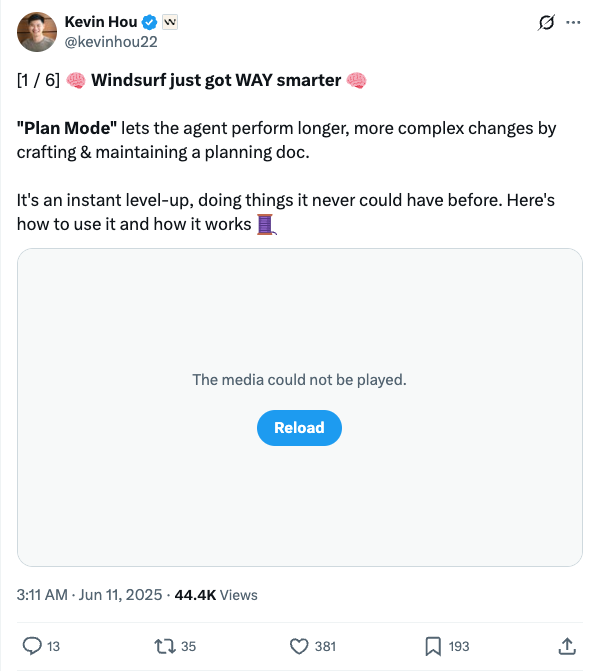 Kevin Hou
@kevinhou22
[1 / 6] 🧠 Windsurf just got WAY smarter 🧠
"Plan Mode" lets the agent perform longer, more complex changes by
crafting & maintaining a planning doc.
It's an instant level-up, doing things it never could have before. Here's
how to use it and how it works 🧵
The media could not be played.
Reload
3:11 AM · Jun 11, 2025 · 44.4K Views
13 35 381 193